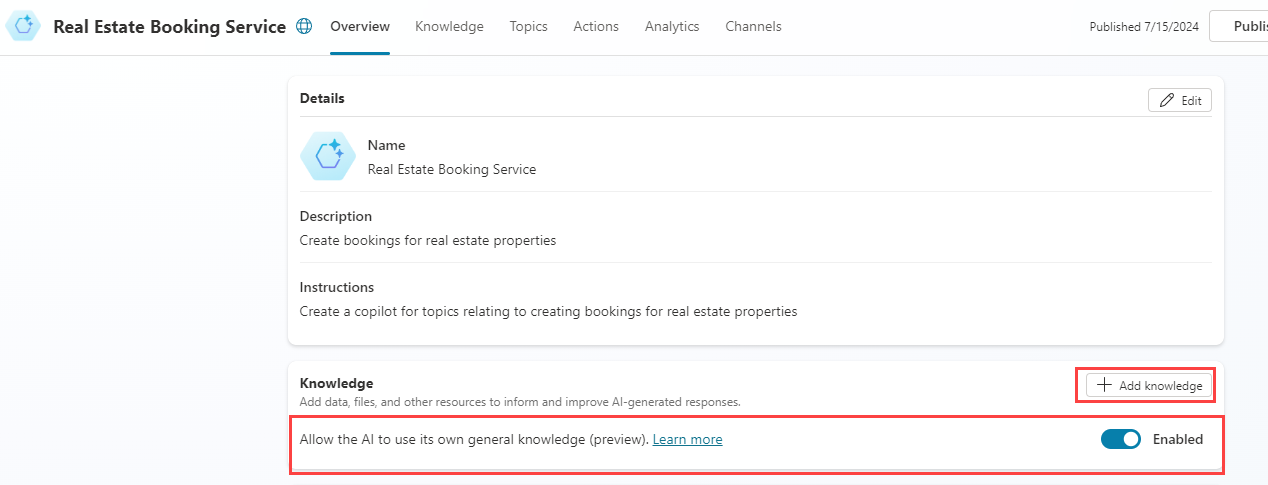 Real Estate Booking Service Overview Knowledge Topics Actions Analytics Channels Published 7/15/2024
Details
Edit
Name
Real Estate Booking Service
Description
Create bookings for real estate properties
Instructions
Create a copilot for topics relating to creating bookings for real estate properties
Knowledge
Add knowledge
Add data, files, and other resources to inform and improve AI-generated responses.
Allow the AI to use its own general knowledge (preview). Learn more Enabled